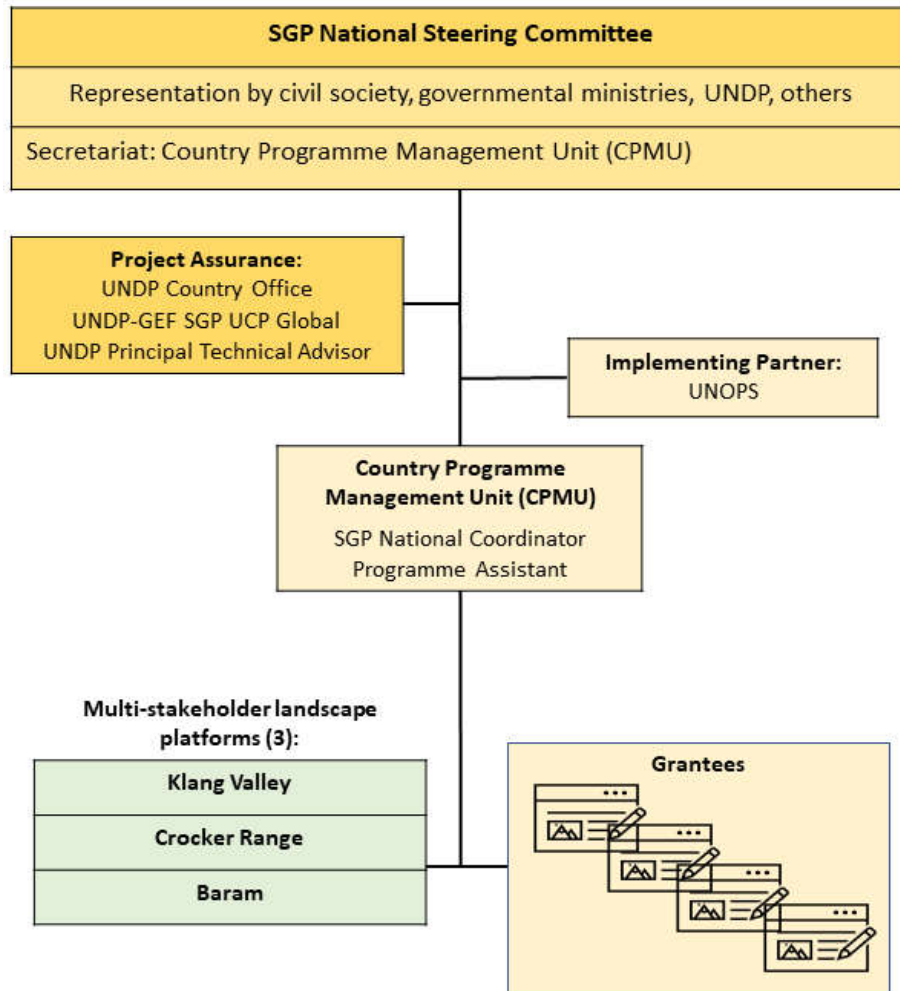 SGP National Steering Committee
Representation by civil society, governmental ministries, UNDP, others
Secretariat: Country Programme Management Unit (CPMU)
Project Assurance:
UNDP Country Office
UNDP-GEF SGP UCP Global
UNDP Principal Technical Advisor
Implementing Partner:
UNOPS
Country Programme
Management Unit (CPMU)
SGP National Coordinator
Programme Assistant
Multi-stakeholder landscape
platforms (3):
Klang Valley
Crocker Range
Baram
Grantees